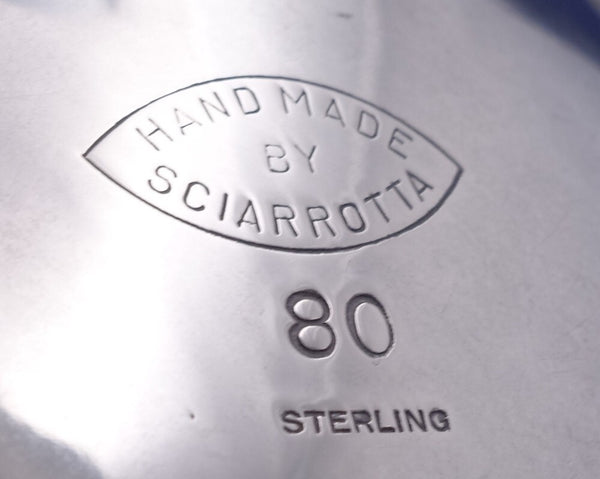 HAND MADE
BY
SCIARROTTA
80
STERLING